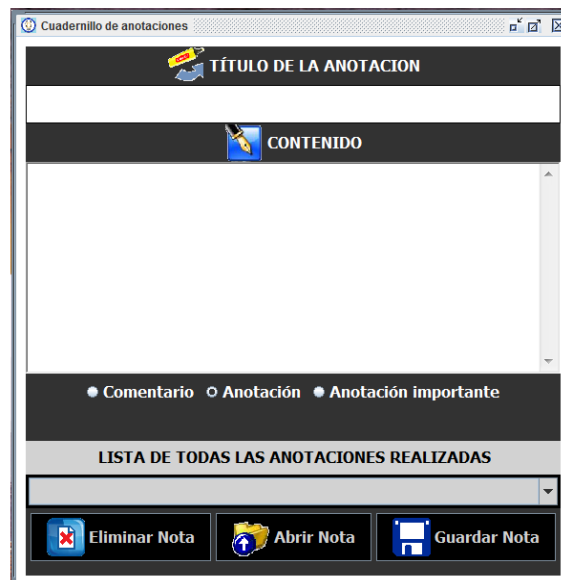 Cuadernillo de anotaciones
TÍTULO DE LA ANOTACION
CONTENIDO
Comentario Anotación Anotación importante
LISTA DE TODAS LAS ANOTACIONES REALIZADAS
Eliminar Nota Abrir Nota Guardar Nota